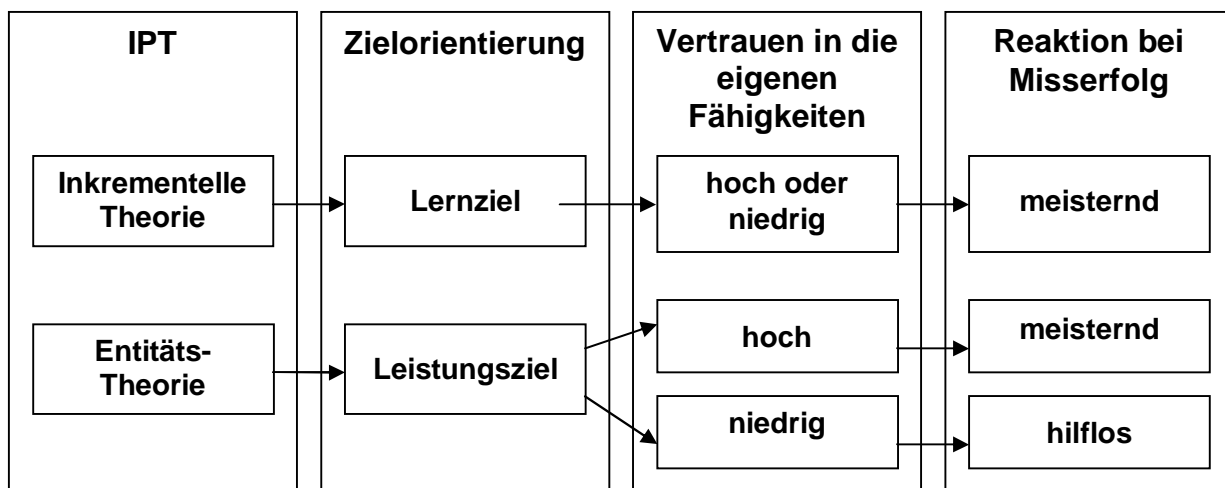 IPT
Zielorientierung
Vertrauen in die
eigenen
Fähigkeiten
Reaktion bei
Misserfolg
Inkrementelle
Theorie
Lernziel
hoch oder
niedrig
meisternd
Entitäts-
Theorie
Leistungsziel
hoch
meisternd
niedrig
hilflos